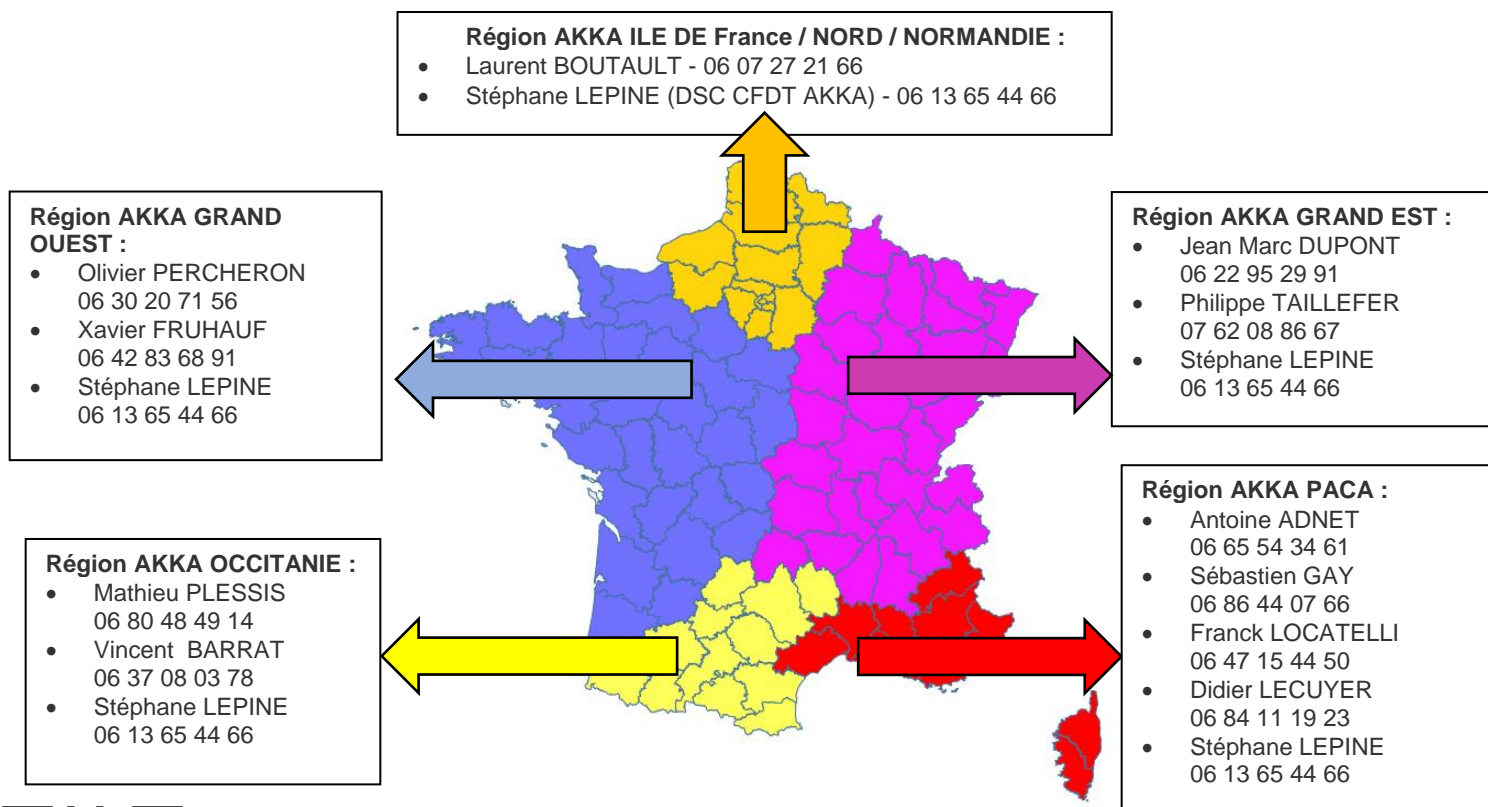 Région AKKA ILE DE France / NORD / NORMANDIE :
• Laurent BOUTAULT - 06 07 27 21 66
• Stéphane LEPINE (DSC CFDT AKKA) - 06 13 65 44 66
Région AKKA GRAND
OUEST :
• Olivier PERCHERON
06 30 20 71 56
• Xavier FRUHAUF
06 42 83 68 91
• Stéphane LEPINE
06 13 65 44 66
Région AKKA GRAND EST :
• Jean Marc DUPONT
06 22 95 29 91
• Philippe TAILLEFER
07 62 08 86 67
• Stéphane LEPINE
06 13 65 44 66
Région AKKA OCCITANIE :
• Mathieu PLESSIS
06 80 48 49 14
• Vincent BARRAT
06 37 08 03 78
• Stéphane LEPINE
06 13 65 44 66
Région AKKA PACA :
• Antoine ADNET
06 65 54 34 61
• Sébastien GAY
06 86 44 07 66
• Franck LOCATELLI
06 47 15 44 50
• Didier LECUYER
06 84 11 19 23
• Stéphane LEPINE
06 13 65 44 66